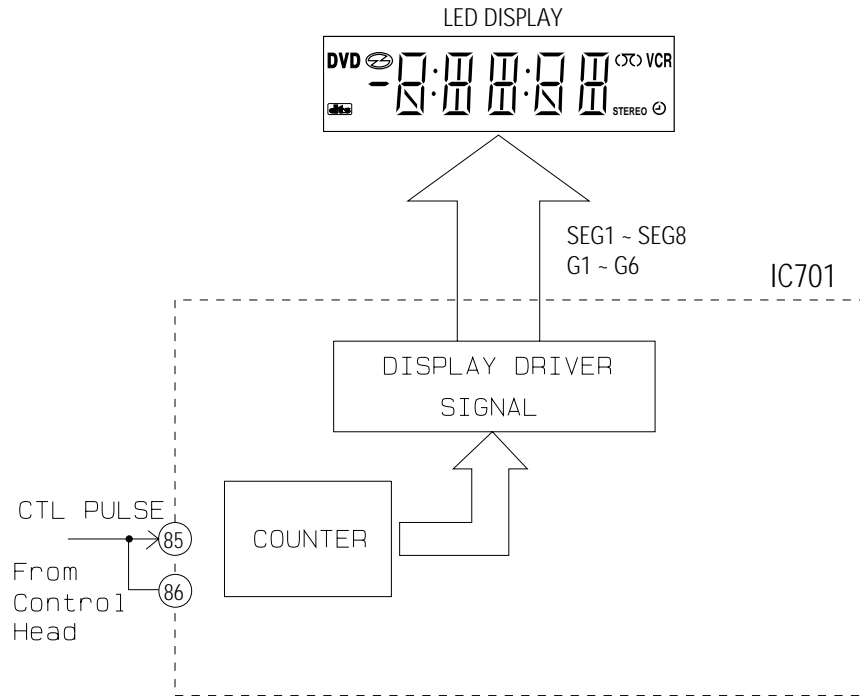 LED DISPLAY
DVD VCR
dts
STEREO
SEG1 ~ SEG8
G1 ~ G6
IC701
DISPLAY DRIVER
SIGNAL
CTL PULSE
85
COUNTER
86
From
Control
Head